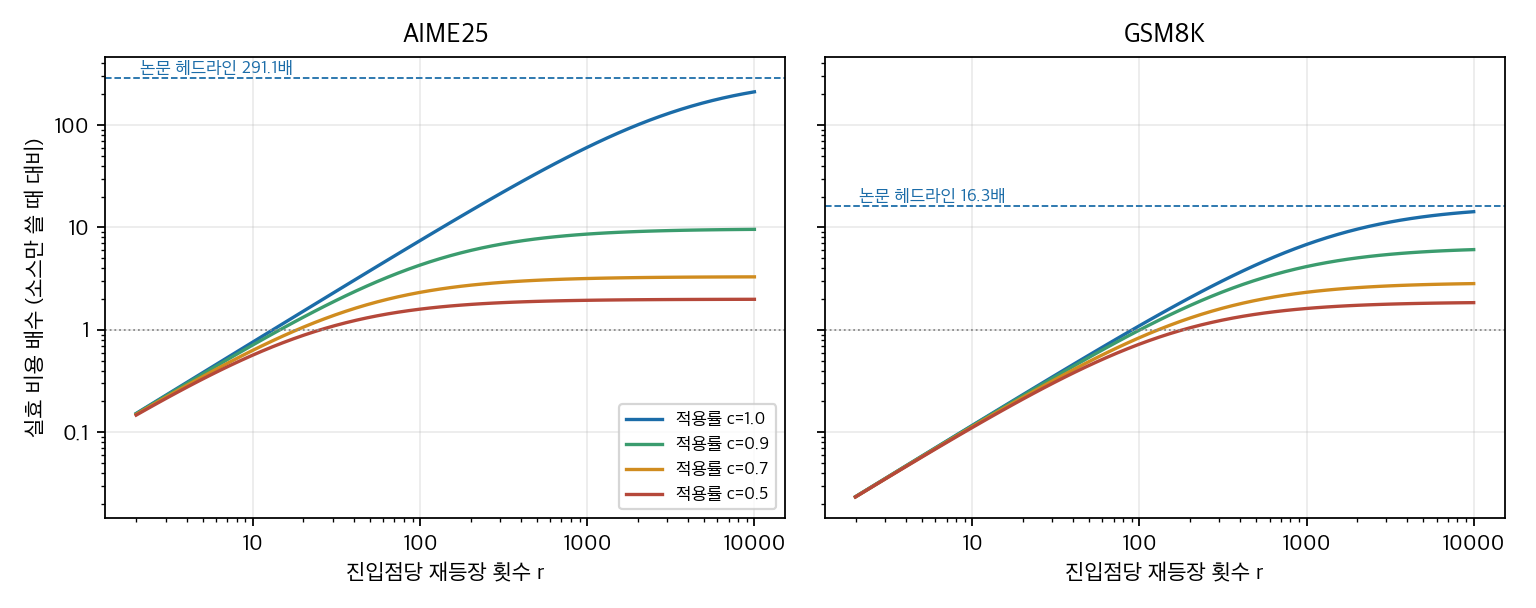 AIME25
GSM8K
논문 헤드라인 291.1배
논문 헤드라인 16.3배
실효 비용 배수 (소스만 쓸 때 대비)
100
10
1
0.1
적용률 c=1.0
적용률 c=0.9
적용률 c=0.7
적용률 c=0.5
10
100
1000
10000
10
100
1000
10000
진입점당 재등장 횟수 r
진입점당 재등장 횟수 r